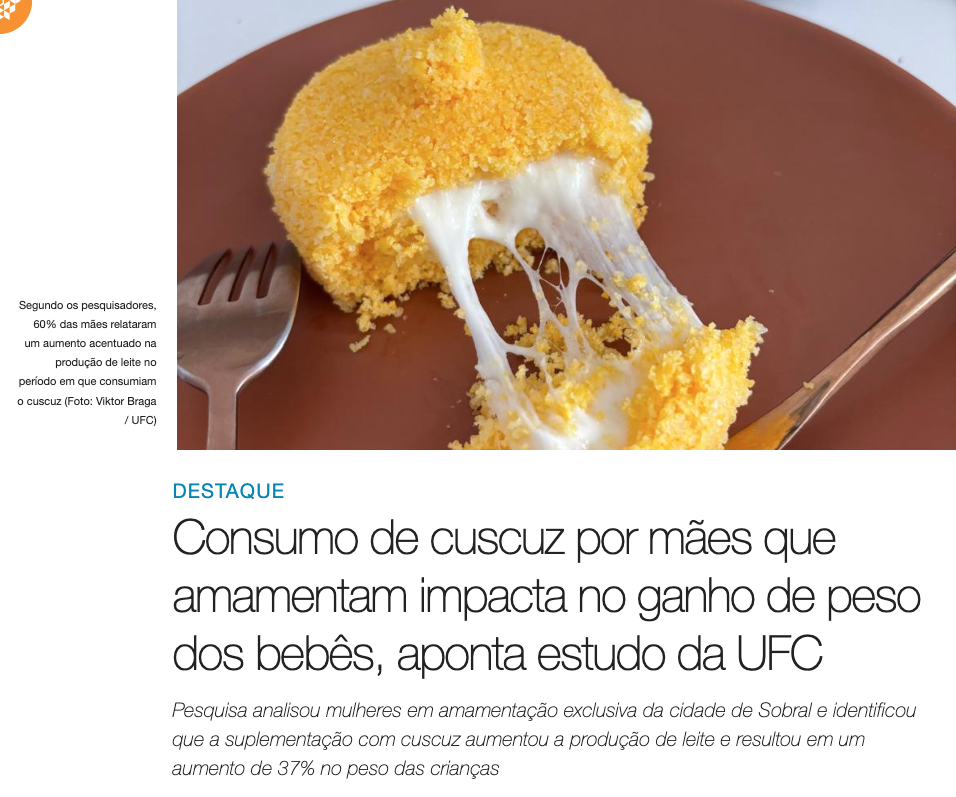 Segundo os pesquisadores,
60% das mães relataram
um aumento acentuado na
produção de leite no
período em que consumiam
o cuscuz (Foto: Viktor Braga
/ UFC)
DESTAQUE
Consumo de cuscuz por mães que
amamentam impacta no ganho de peso
dos bebês, aponta estudo da UFC
Pesquisa analisou mulheres em amamentação exclusiva da cidade de Sobral e identificou
que a suplementação com cuscuz aumentou a produção de leite e resultou em um
aumento de 37% no peso das crianças